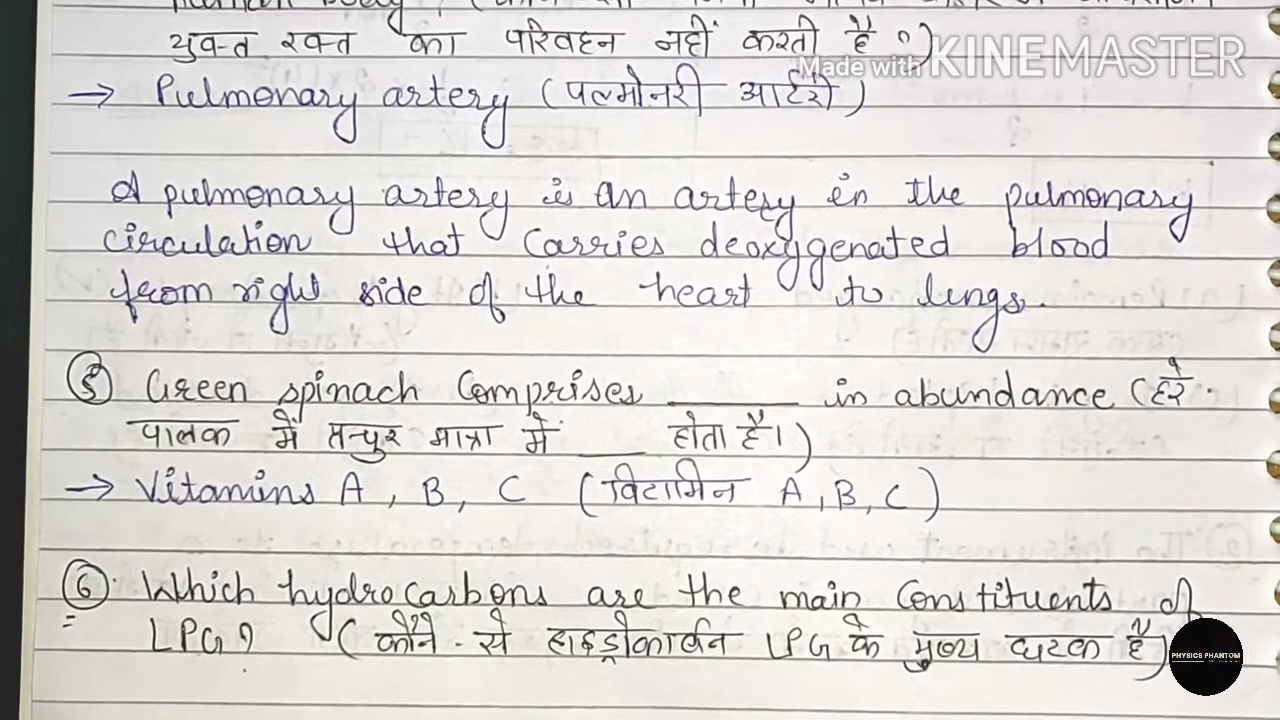 युक्त रक्त का परिवहन नहीं करती है ?)
Made with KINEMASTER
→ Pulmonary artery (पल्मोनरी आर्टरी)
A pulmonary artery is an artery in the pulmonary
circulation that carries deoxygenated blood
from right side of the heart to lungs.
⑤ Green spinach comprises ______ in abundance (हरे
पालक में प्रचुर मात्रा में ___ होता है।)
→ Vitamins A, B, C (विटामिन A, B, C)
⑥ Which hydrocarbons are the main constituents of
LPG? (कौन-से हाइड्रोकार्बन LPG के मुख्य घटक हैं)
PHYSICS PHANTOM